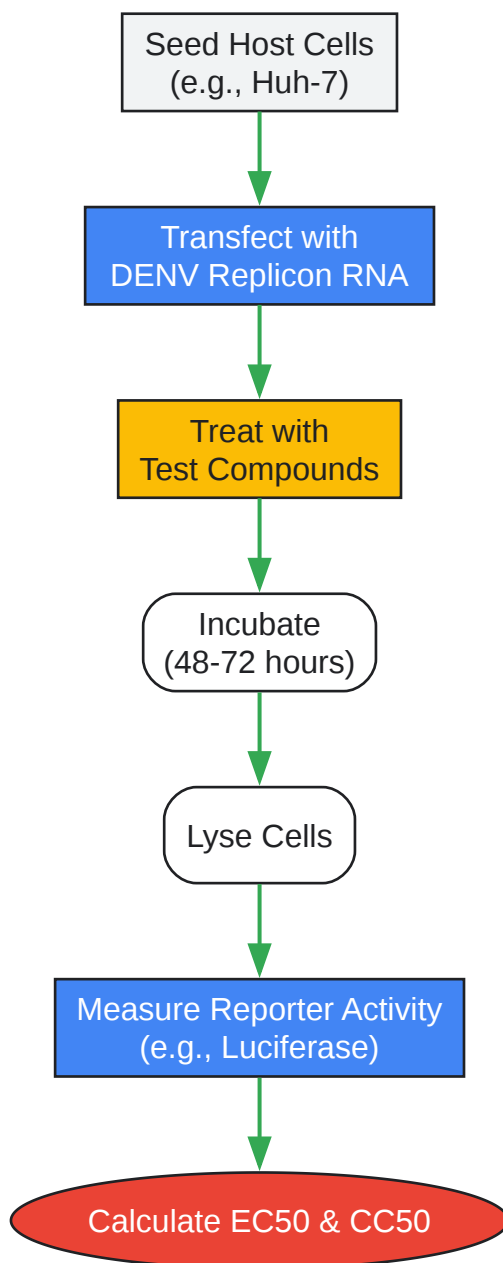 Seed Host Cells
(e.g., Huh-7)
Transfect with
DENV Replicon RNA
Treat with
Test Compounds
Incubate
(48-72 hours)
Lyse Cells
Measure Reporter Activity
(e.g., Luciferase)
Calculate EC50 & CC50